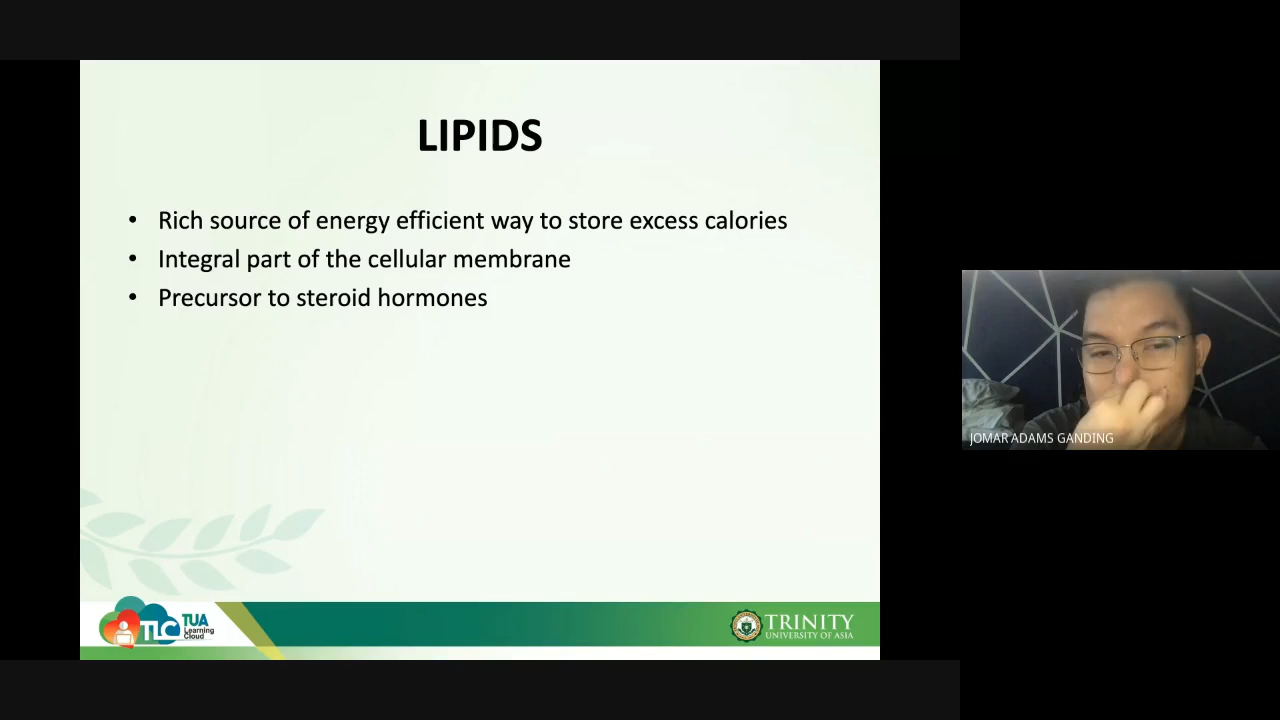 LIPIDS
• Rich source of energy efficient way to store excess calories
• Integral part of the cellular membrane
• Precursor to steroid hormones
JOMAR ADAMS GANDING
TLC
TUA
Learning
Cloud
TRINITY
UNIVERSITY OF ASIA